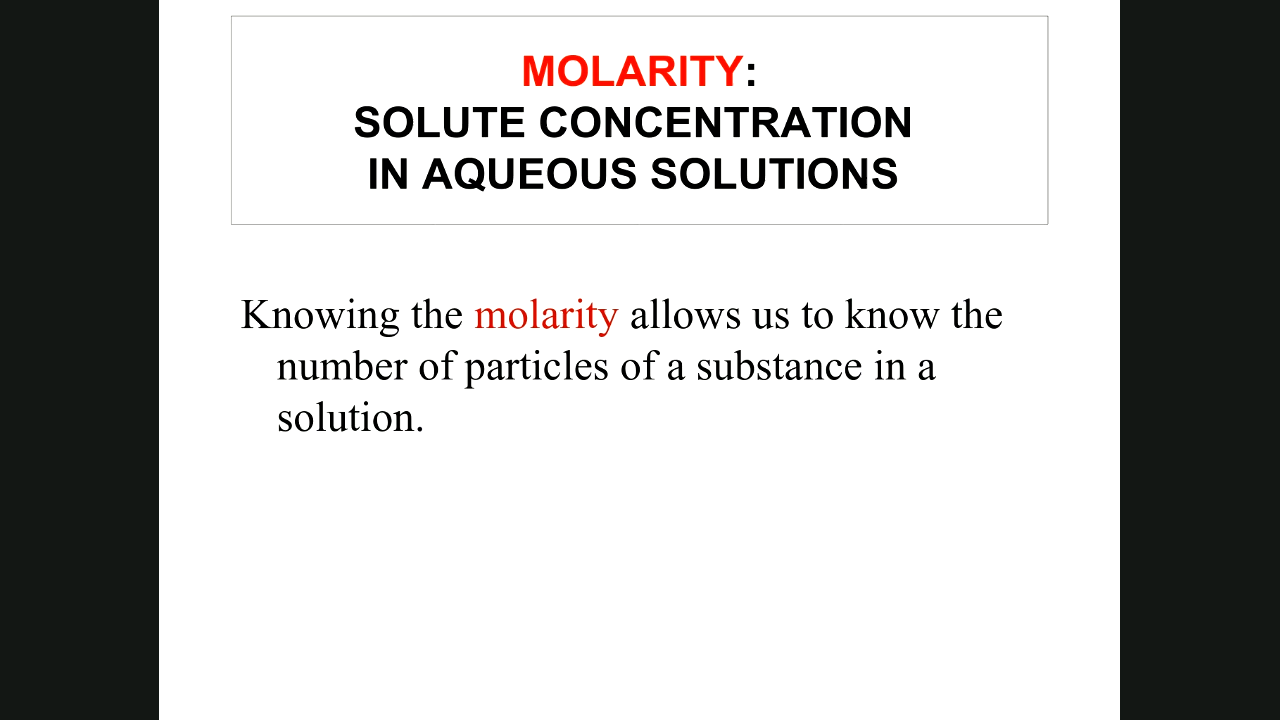 MOLARITY:
SOLUTE CONCENTRATION
IN AQUEOUS SOLUTIONS
Knowing the molarity allows us to know the
number of particles of a substance in a
solution.